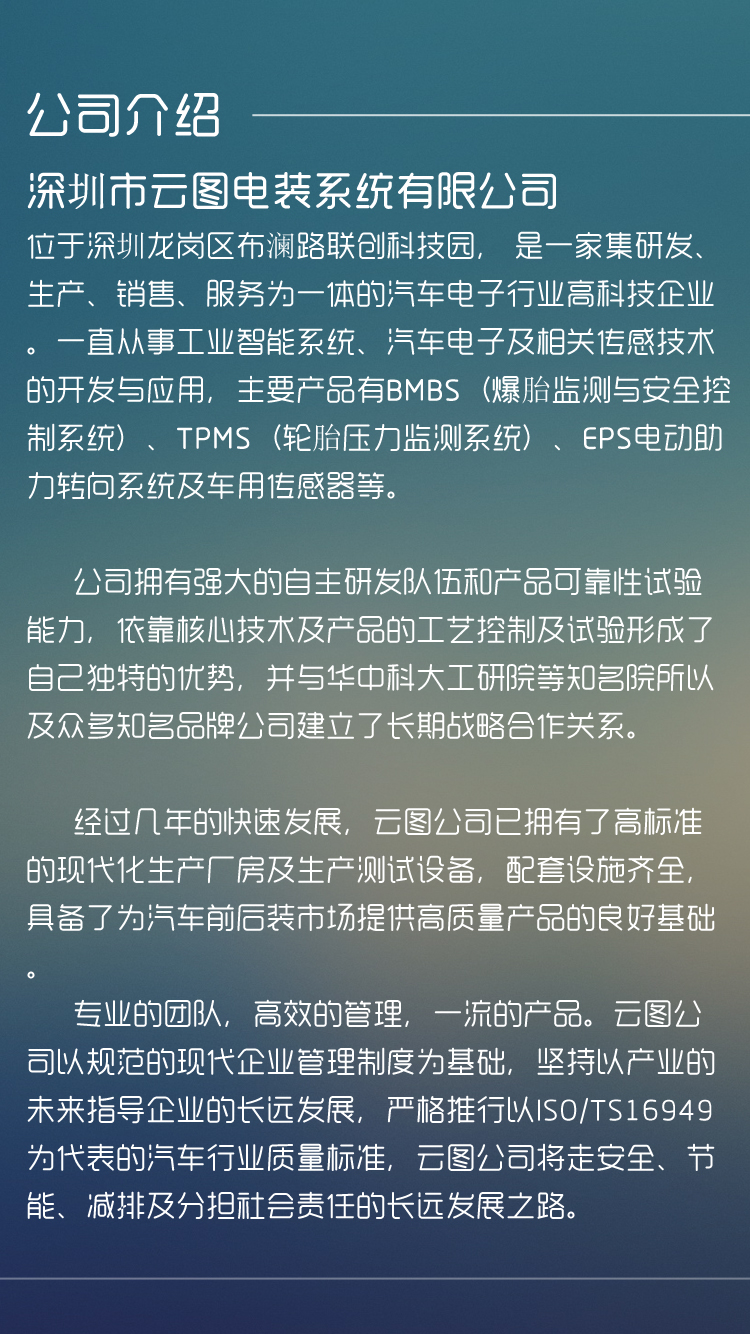 公司介绍
深圳市云图电装系统有限公司
位于深圳龙岗区布澜路联创科技园， 是一家集研发、
生产、销售、服务为一体的汽车电子行业高科技企业
。一直从事工业智能系统、汽车电子及相关传感技术
的开发与应用，主要产品有BMBS（爆胎监测与安全控
制系统）、TPMS（轮胎压力监测系统）、EPS电动助
力转向系统及车用传感器等。
公司拥有强大的自主研发队伍和产品可靠性试验
能力，依靠核心技术及产品的工艺控制及试验形成了
自己独特的优势，并与华中科大工研院等知名院所以
及众多知名品牌公司建立了长期战略合作关系。
经过几年的快速发展，云图公司已拥有了高标准
的现代化生产厂房及生产测试设备，配套设施齐全，
具备了为汽车前后装市场提供高质量产品的良好基础
。
专业的团队，高效的管理，一流的产品。云图公
司以规范的现代企业管理制度为基础，坚持以产业的
未来指导企业的长远发展，严格推行以ISO/TS16949
为代表的汽车行业质量标准，云图公司将走安全、节
能、减排及分担社会责任的长远发展之路。